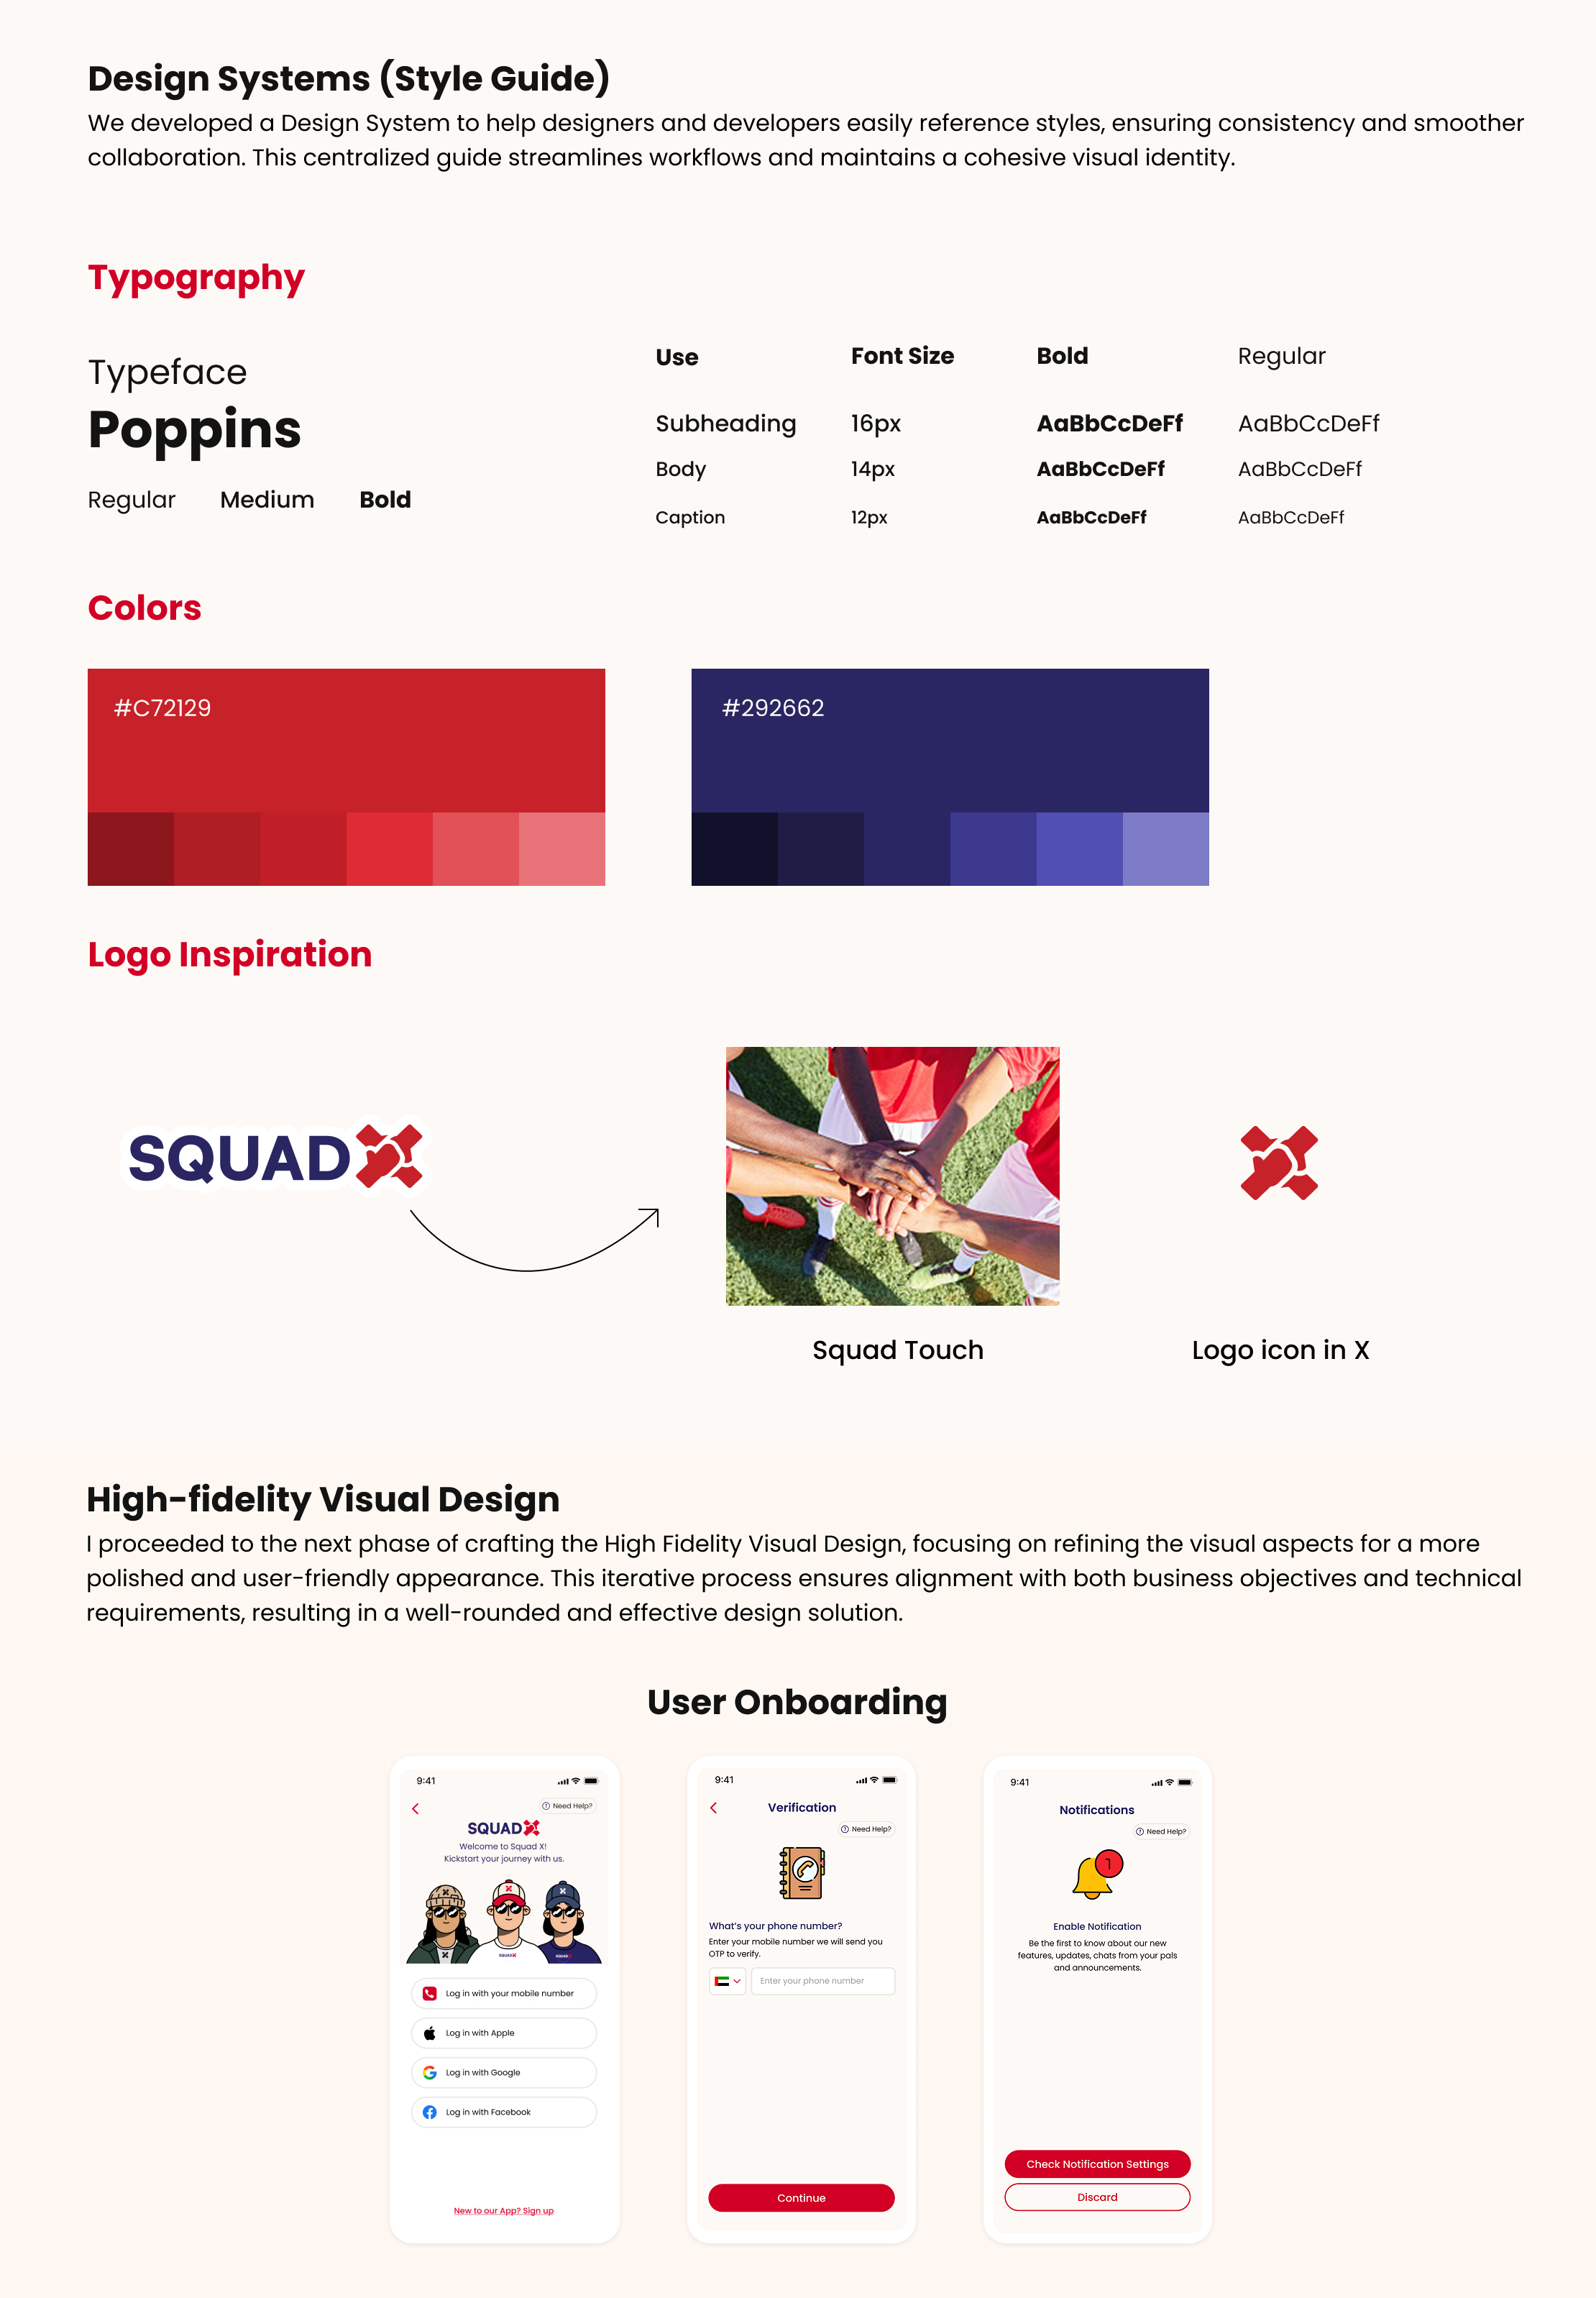 Design Systems (Style Guide)
We developed a Design System to help designers and developers easily reference styles, ensuring consistency and smoother
collaboration. This centralized guide streamlines workflows and maintains a cohesive visual identity.
Typography
Typeface
Poppins
Regular Medium Bold
Use Font Size Bold Regular
Subheading 16px AaBbCcDeFf AaBbCcDeFf
Body 14px AaBbCcDeFf AaBbCcDeFf
Caption 12px AaBbCcDeFf AaBbCcDeFf
Colors
#C72129
#292662
Logo Inspiration
SQUADX
Squad Touch
Logo icon in X
High-fidelity Visual Design
I proceeded to the next phase of crafting the High Fidelity Visual Design, focusing on refining the visual aspects for a more
polished and user-friendly appearance. This iterative process ensures alignment with both business objectives and technical
requirements, resulting in a well-rounded and effective design solution.
User Onboarding
9:41
Need Help?
SQUADX
Welcome to Squad X!
Kickstart your journey with us.
SQUADX
SQUADX
Log in with your mobile number
Log in with Apple
Log in with Google
Log in with Facebook
New to our App? Sign up
9:41
Verification
Need Help?
What's your phone number?
Enter your mobile number we will send you
OTP to verify.
Enter your phone number
Continue
9:41
Notifications
Need Help?
1
Enable Notification
Be the first to know about our new
features, updates, chats from your pals
and announcements.
Check Notification Settings
Discard